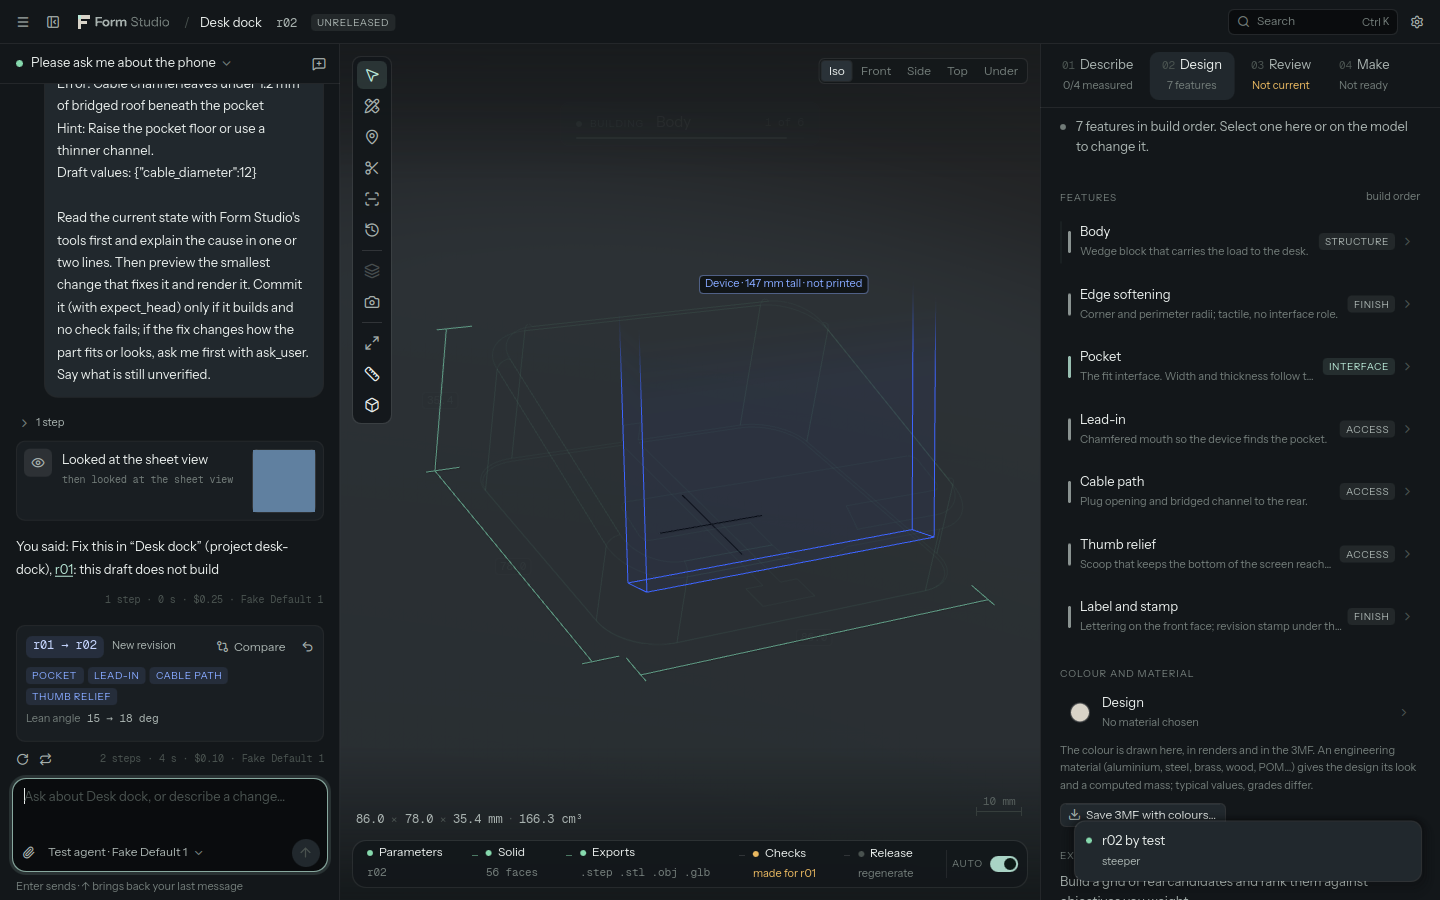 Form Studio / Desk dock r02 UNRELEASED
Search Ctrl K
Please ask me about the phone
of bridged roof beneath the pocket
Hint: Raise the pocket floor or use a
thinner channel.
Draft values: {"cable_diameter":12}
Read the current state with Form Studio's
tools first and explain the cause in one or
two lines. Then preview the smallest
change that fixes it and render it. Commit
it (with expect_head) only if it builds and
no check fails; if the fix changes how the
part fits or looks, ask me first with ask_user.
Say what is still unverified.
1 step
Looked at the sheet view
then looked at the sheet view
You said: Fix this in “Desk dock” (project desk-
dock), r01: this draft does not build
1 step · 0 s · $0.25 · Fake Default 1
r01 → r02 New revision Compare
POCKET LEAD-IN CABLE PATH
THUMB RELIEF
Lean angle 15 → 18 deg
2 steps · 4 s · $0.10 · Fake Default 1
Ask about Desk dock, or describe a change...
Test agent · Fake Default 1
Enter sends · ↑ brings back your last message
Iso Front Side Top Under
Body
Device · 147 mm tall · not printed
10 mm
86.0 × 78.0 × 35.4 mm · 166.3 cm³
Parameters
r02
Solid
56 faces
Exports
.step .stl .obj .glb
Checks
made for r01
Release
regenerate
AUTO
01 Describe
0/4 measured
02 Design
7 features
03 Review
Not current
04 Make
Not ready
7 features in build order. Select one here or on the model
to change it.
FEATURES build order
Body
Wedge block that carries the load to the desk.
STRUCTURE
Edge softening
Corner and perimeter radii; tactile, no interface role.
FINISH
Pocket
The fit interface. Width and thickness follow t...
INTERFACE
Lead-in
Chamfered mouth so the device finds the pocket.
ACCESS
Cable path
Plug opening and bridged channel to the rear.
ACCESS
Thumb relief
Scoop that keeps the bottom of the screen reach...
ACCESS
Label and stamp
Lettering on the front face; revision stamp under th...
FINISH
COLOUR AND MATERIAL
Design
No material chosen
The colour is drawn here, in renders and in the 3MF. An engineering
material (aluminium, steel, brass, wood, POM...) gives the design its look
and a computed mass; typical values, grades differ.
Save 3MF with colours...
r02 by test
steeper